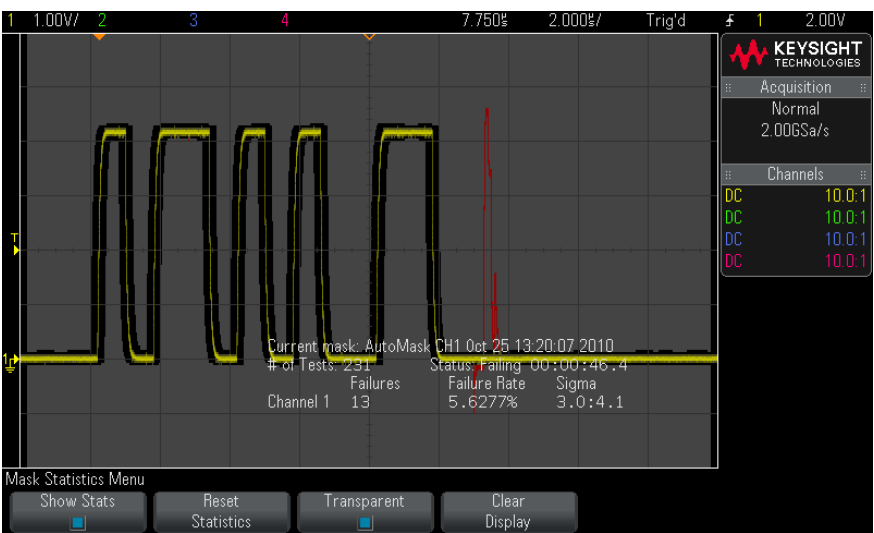 1 1.00V/ 2 3 4 7.750s 2.000s/ Trig'd 1 2.00V
KEYSIGHT
TECHNOLOGIES
Acquisition
Normal
2.00GSa/s
Channels
DC 10.0:1
DC 10.0:1
DC 10.0:1
DC 10.0:1
T
1
Current mask: AutoMask CH1 Oct 25 13:20:07 2010
# of Tests: 231 Status: Failing 00:00:46.4
Failures Failure Rate Sigma
Channel 1 13 5.6277% 3.0:4.1
Mask Statistics Menu
Show Stats
Reset
Statistics
Transparent
Clear
Display